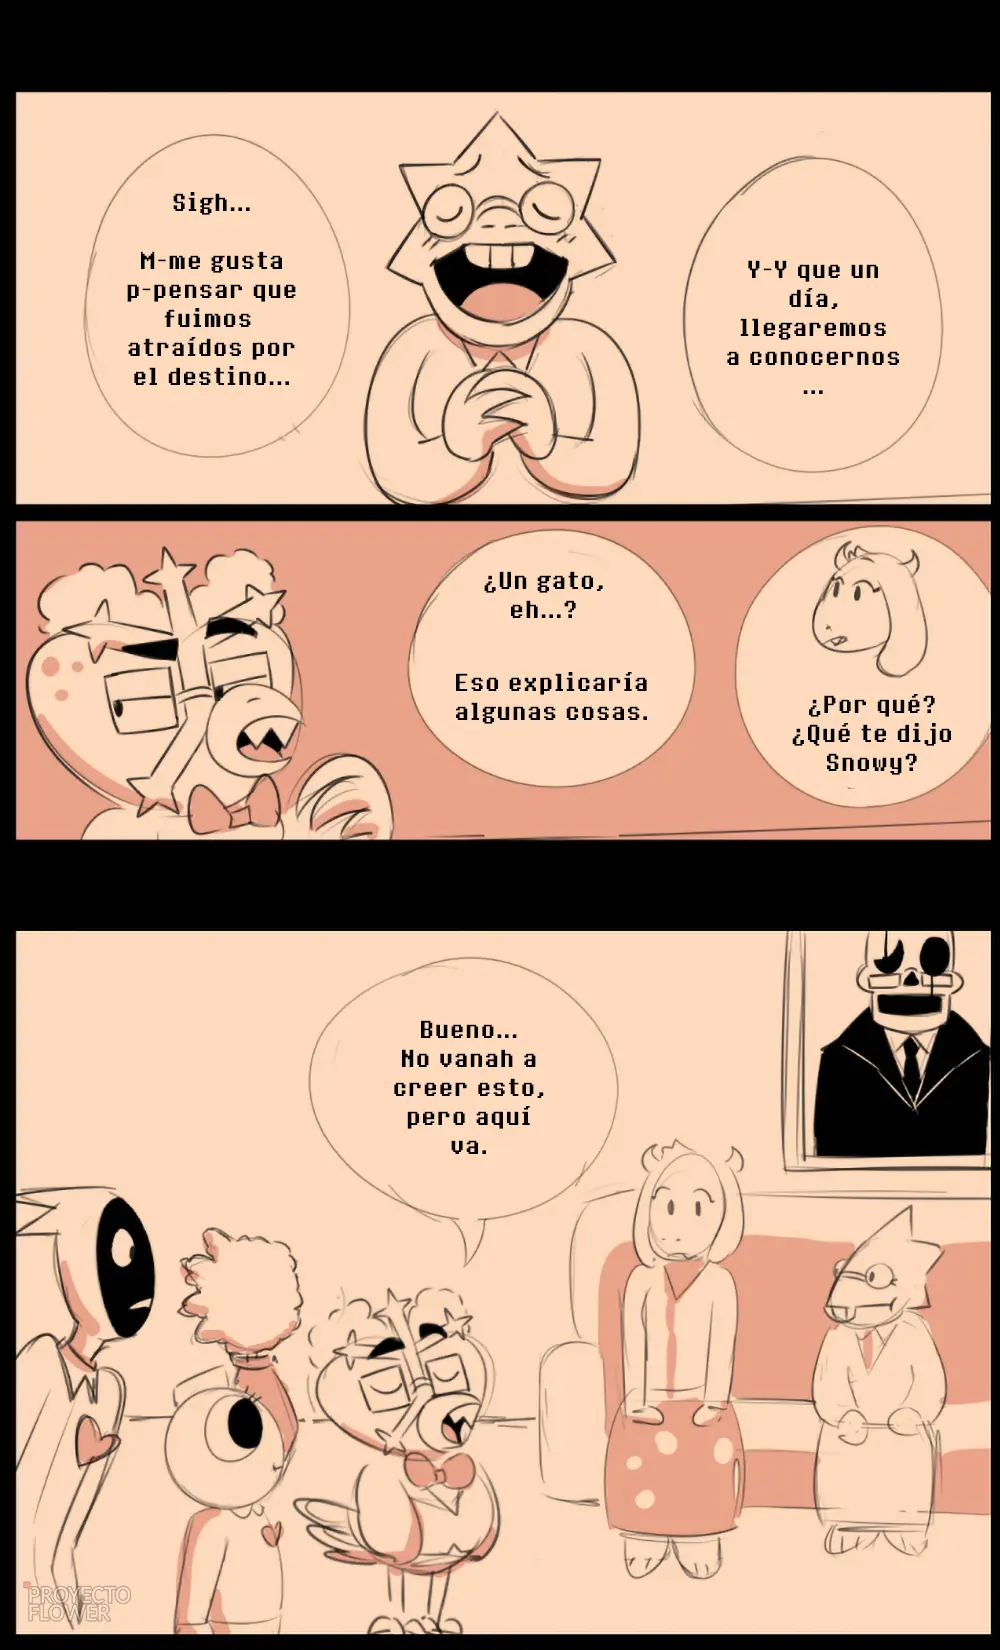 Sigh...
M-me gusta
p-pensar que
fuimos
atraídos por
el destino...
Y-Y que un
día,
llegaremos
a conocernos
...
¿Un gato,
eh...?
Eso explicaría
algunas cosas.
¿Por qué?
¿Qué te dijo
Snowy?
Bueno...
No vanah a
creer esto,
pero aquí
va.
PROYECTO
FLOWER